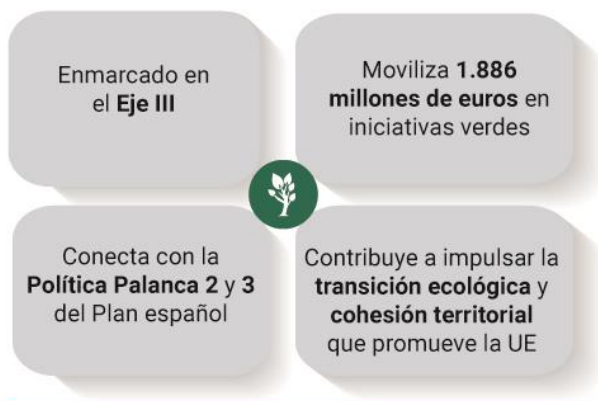 Enmarcado en
el Eje III
Moviliza 1.886
millones de euros en
iniciativas verdes
Conecta con la
Política Palanca 2 y 3
del Plan español
Contribuye a impulsar la
transición ecológica y
cohesión territorial
que promueve la UE